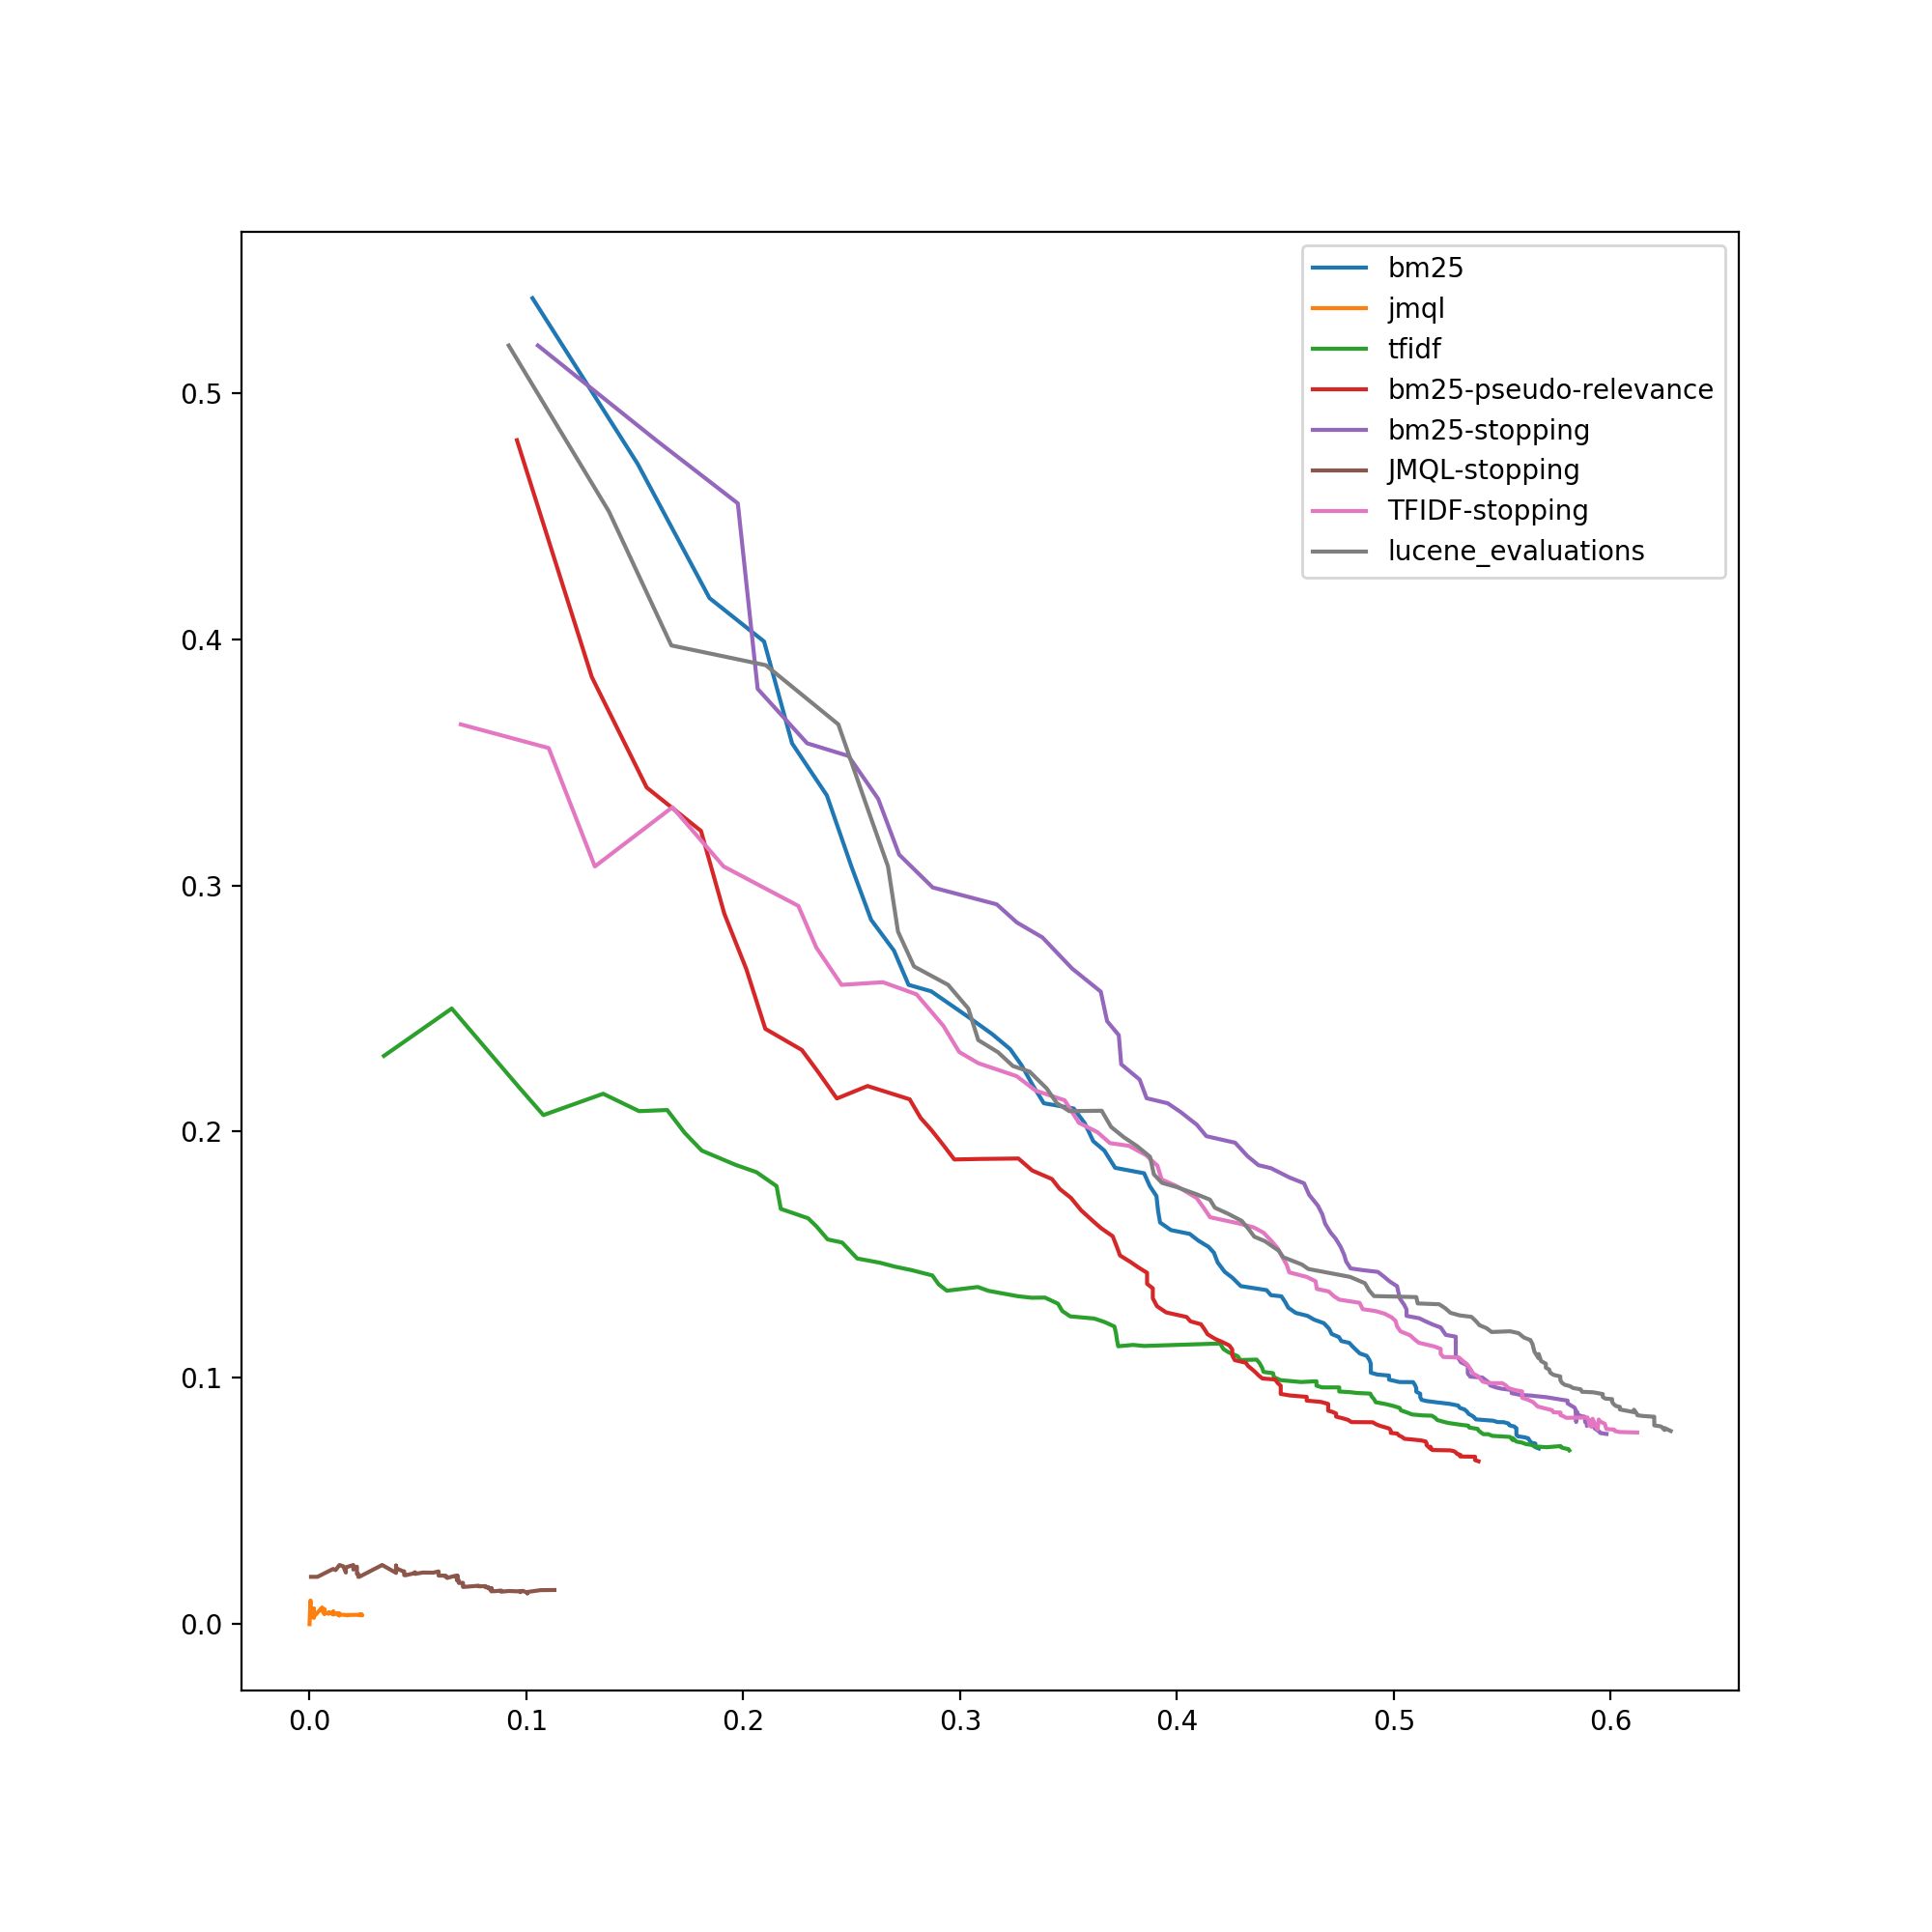 bm25
jmql
tfidf
bm25-pseudo-relevance
bm25-stopping
JMQL-stopping
TFIDF-stopping
lucene_evaluations
0.5
0.4
0.3
0.2
0.1
0.0
0.0 0.1 0.2 0.3 0.4 0.5 0.6